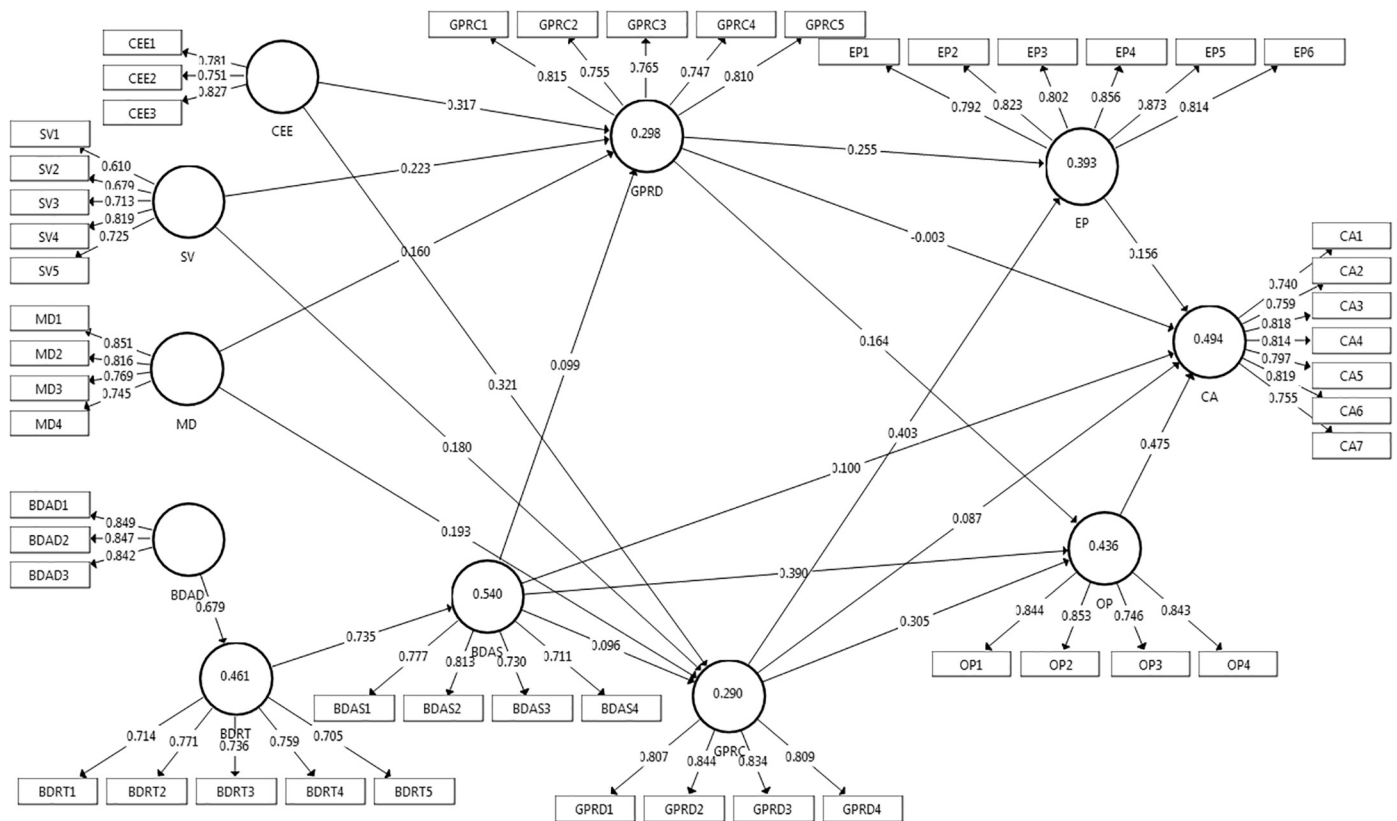 GPRC1 GPRC2 GPRC3 GPRC4 GPRC5
CEE1
CEE2
CEE3
0.781
0.751
0.827
CEE
EP1 EP2 EP3 EP4 EP5 EP6
0.815 0.755 0.765 0.747 0.810
0.792 0.823 0.802 0.856 0.873 0.814
0.317
0.298
GPRD
0.255
0.393
EP
SV1
SV2
SV3
SV4
SV5
0.610
0.679
0.713
0.819
0.725
SV
0.223
0.160
-0.003
0.156
CA1
CA2
CA3
CA4
CA5
CA6
CA7
0.740
0.759
0.818
0.814
0.797
0.819
0.755
0.494
CA
MD1
MD2
MD3
MD4
0.851
0.816
0.769
0.745
MD
0.164
0.099
0.321
0.403
0.180
0.100
0.475
BDAD1
BDAD2
BDAD3
0.849
0.847
0.842
BDAD
0.193
0.087
0.679
0.540
BDAS
0.390
0.436
OP
0.735
0.096
0.305
0.844 0.853 0.746 0.843
OP1 OP2 OP3 OP4
0.777 0.813 0.730 0.711
BDAS1 BDAS2 BDAS3 BDAS4
0.461
BDRT
0.290
GPRC
0.714 0.771 0.736 0.759 0.705
BDRT1 BDRT2 BDRT3 BDRT4 BDRT5
0.807 0.844 0.834 0.809
GPRD1 GPRD2 GPRD3 GPRD4